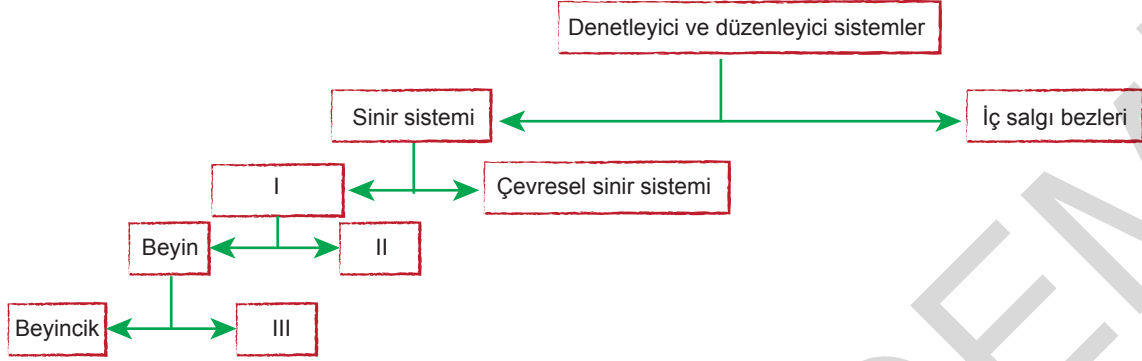 Denetleyici ve düzenleyici sistemler
Sinir sistemi
İç salgı bezleri
I
Çevresel sinir sistemi
Beyin
II
Beyincik
III